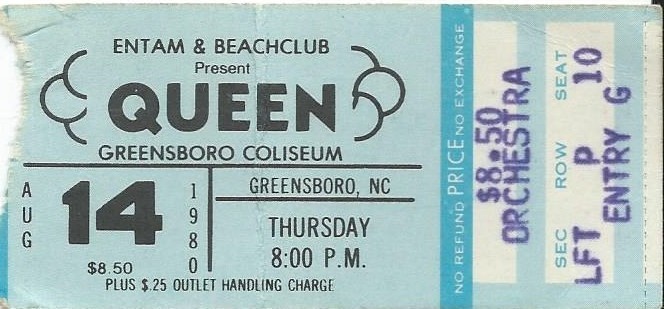 ENTAM & BEACHCLUB
Present
QUEEN
GREENSBORO COLISEUM
AUG
14
1980
GREENSBORO, NC
THURSDAY
8:00 P.M.
$8.50
PLUS $.25 OUTLET HANDLING CHARGE
NO REFUND PRICE NO EXCHANGE
$8.50
ORCHESTRA
SEC ROW SEAT
LFT P 10
ENTRY G